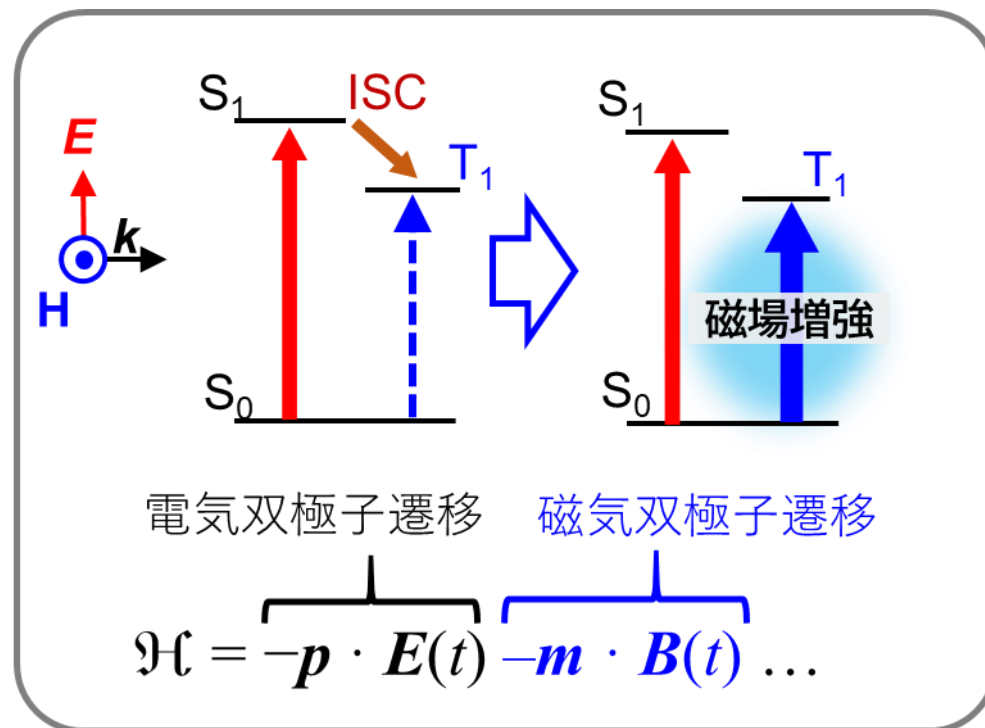 S₁
ISC
T₁
E
k
H
S₀
S₁
T₁
磁場増強
S₀
電気双極子遷移
磁気双極子遷移
ℋ = –p · E(t) –m · B(t) …